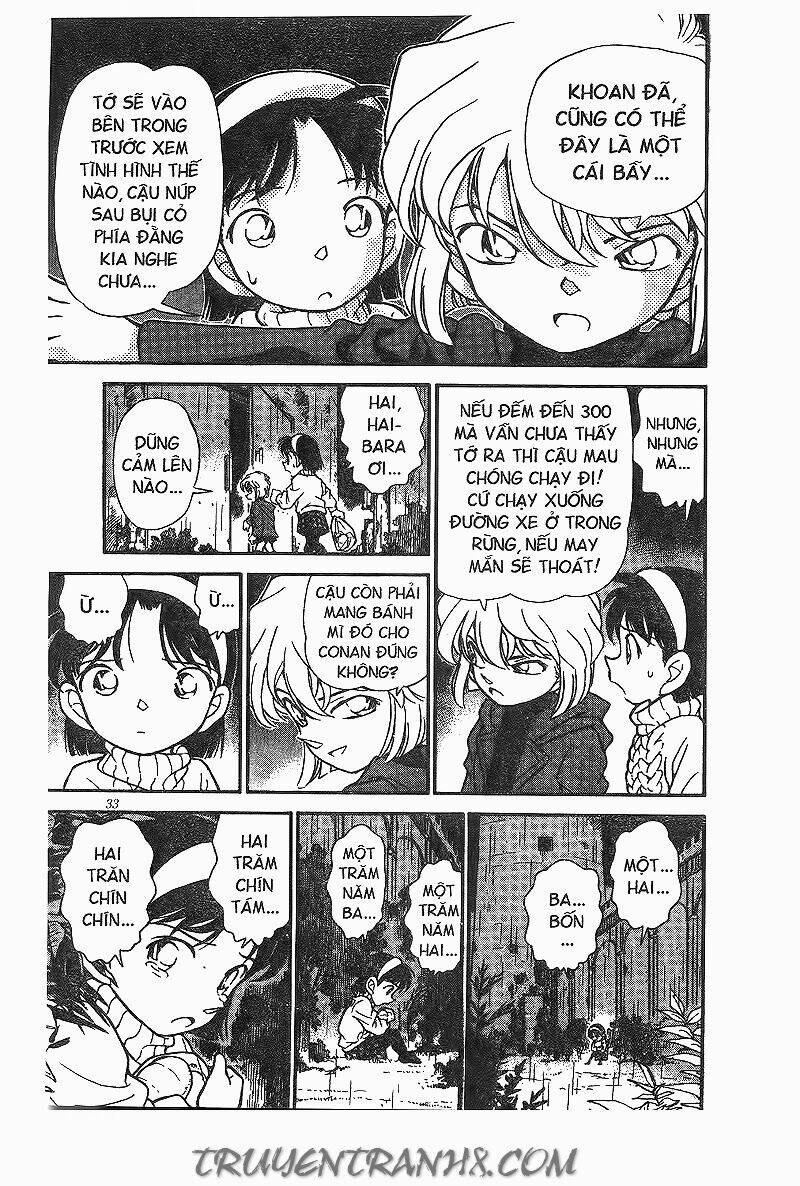 KHOAN ĐÃ,
CŨNG CÓ THỂ
ĐÂY LÀ MỘT
CÁI BẪY...
TỚ SẼ VÀO
BÊN TRONG
TRƯỚC XEM
TÌNH HÌNH THẾ
NÀO, CẬU NÚP
SAU BỤI CỎ
PHÍA ĐẰNG
KIA NGHE
CHƯA...
NHƯNG,
NHƯNG
MÀ...
NẾU ĐẾM ĐẾN 300
MÀ VẪN CHƯA THẤY
TỚ RA THÌ CẬU MAU
CHÓNG CHẠY ĐI!
CỨ CHẠY XUỐNG
ĐƯỜNG XE Ở TRONG
RỪNG, NẾU MAY
MẮN SẼ THOÁT!
HAI,
HAI-
BARA
ƠI...
DŨNG
CẢM LÊN
NÀO...
CẬU CÒN PHẢI
MANG BÁNH
MÌ ĐÓ CHO
CONAN ĐÚNG
KHÔNG?
Ừ...
Ừ...
33
MỘT...
HAI...
BA...
BỐN
...
MỘT
TRĂM
NĂM
HAI...
MỘT
TRĂM
NĂM
BA...
HAI
TRĂM
CHÍN
TÁM...
HAI
TRĂN
CHÍN
CHÍN...
TRUYENTRANH8.COM